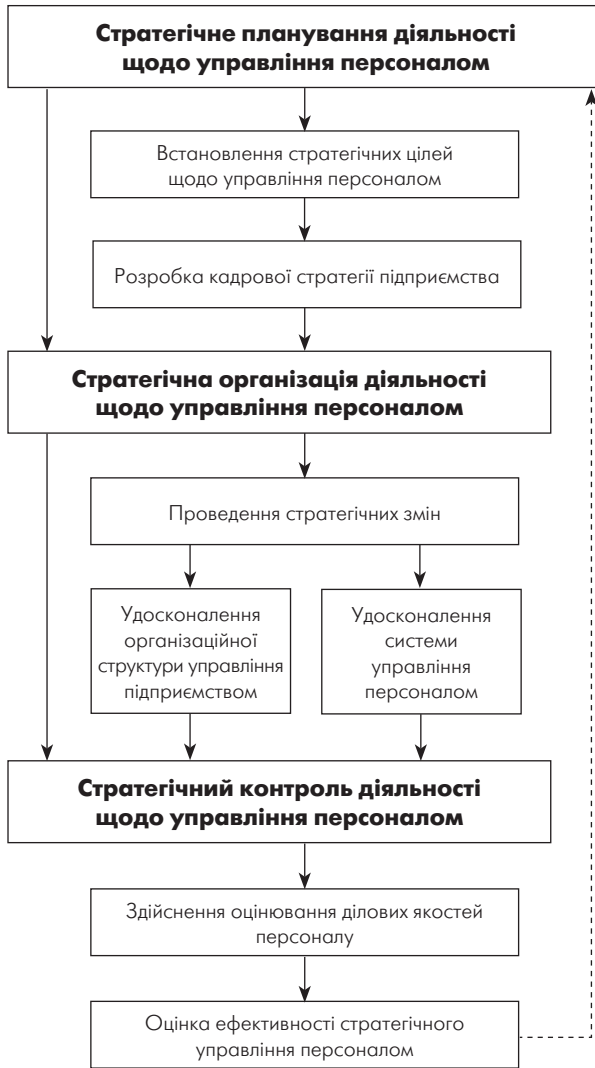 Стратегічне планування діяльності
щодо управління персоналом
Встановлення стратегічних цілей
щодо управління персоналом
Розробка кадрової стратегії підприємства
Стратегічна організація діяльності
щодо управління персоналом
Проведення стратегічних змін
Удосконалення
організаційної
структури управління
підприємством
Удосконалення
системи
управління
персоналом
Стратегічний контроль діяльності
щодо управління персоналом
Здійснення оцінювання ділових якостей
персоналу
Оцінка ефективності стратегічного
управління персоналом